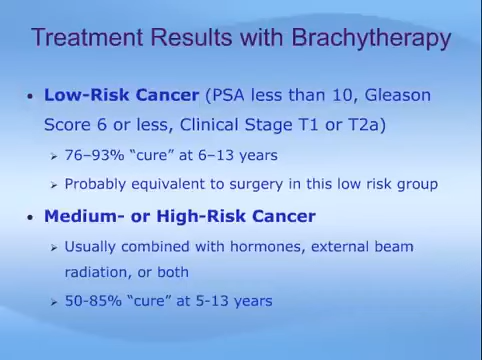 Treatment Results with Brachytherapy
• Low-Risk Cancer (PSA less than 10, Gleason
Score 6 or less, Clinical Stage T1 or T2a)
➢ 76–93% “cure” at 6–13 years
➢ Probably equivalent to surgery in this low risk group
• Medium- or High-Risk Cancer
➢ Usually combined with hormones, external beam
radiation, or both
➢ 50-85% “cure” at 5-13 years